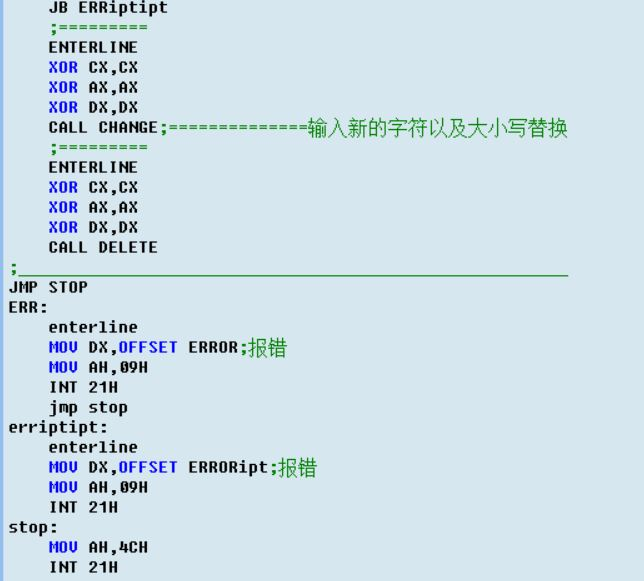 JB ERRiptipt
;=========
ENTERLINE
XOR CX,CX
XOR AX,AX
XOR DX,DX
CALL CHANGE;==============输入新的字符以及大小写替换
;=========
ENTERLINE
XOR CX,CX
XOR AX,AX
XOR DX,DX
CALL DELETE
;_______________________________________________________
JMP STOP
ERR:
enterline
MOV DX,OFFSET ERROR;报错
MOV AH,09H
INT 21H
jmp stop
erriptipt:
enterline
MOV DX,OFFSET ERRORipt;报错
MOV AH,09H
INT 21H
stop:
MOV AH,4CH
INT 21H